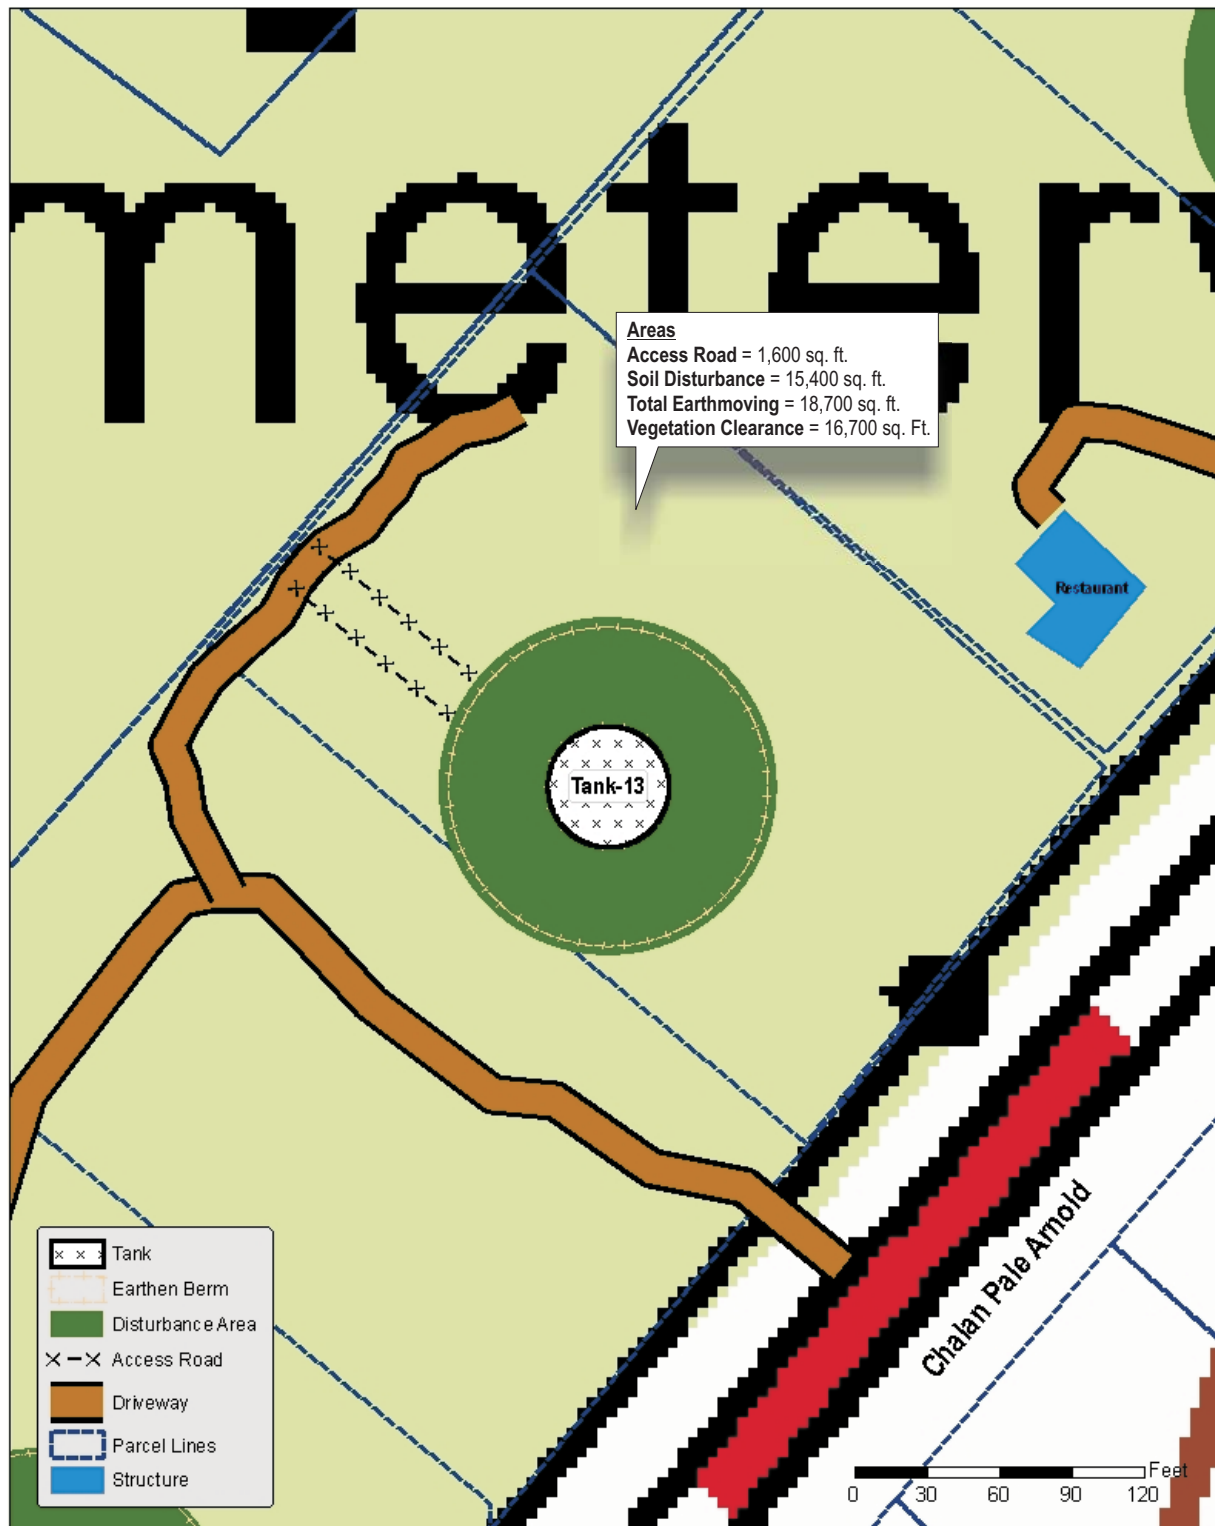 meter
Areas
Access Road = 1,600 sq. ft.
Soil Disturbance = 15,400 sq. ft.
Total Earthmoving = 18,700 sq. ft.
Vegetation Clearance = 16,700 sq. Ft.
Restaurant
Tank-13
Chalan Pale Arnold
Tank
Earthen Berm
Disturbance Area
Access Road
Driveway
Parcel Lines
Structure
Feet
0 30 60 90 120